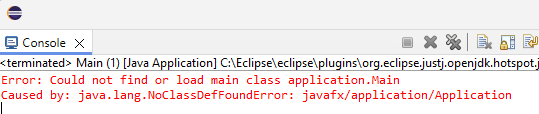 Console
<terminated> Main (1) [Java Application] C:\Eclipse\eclipse\plugins\org.eclipse.justj.openjdk.hotspot.j
Error: Could not find or load main class application.Main
Caused by: java.lang.NoClassDefFoundError: javafx/application/Application